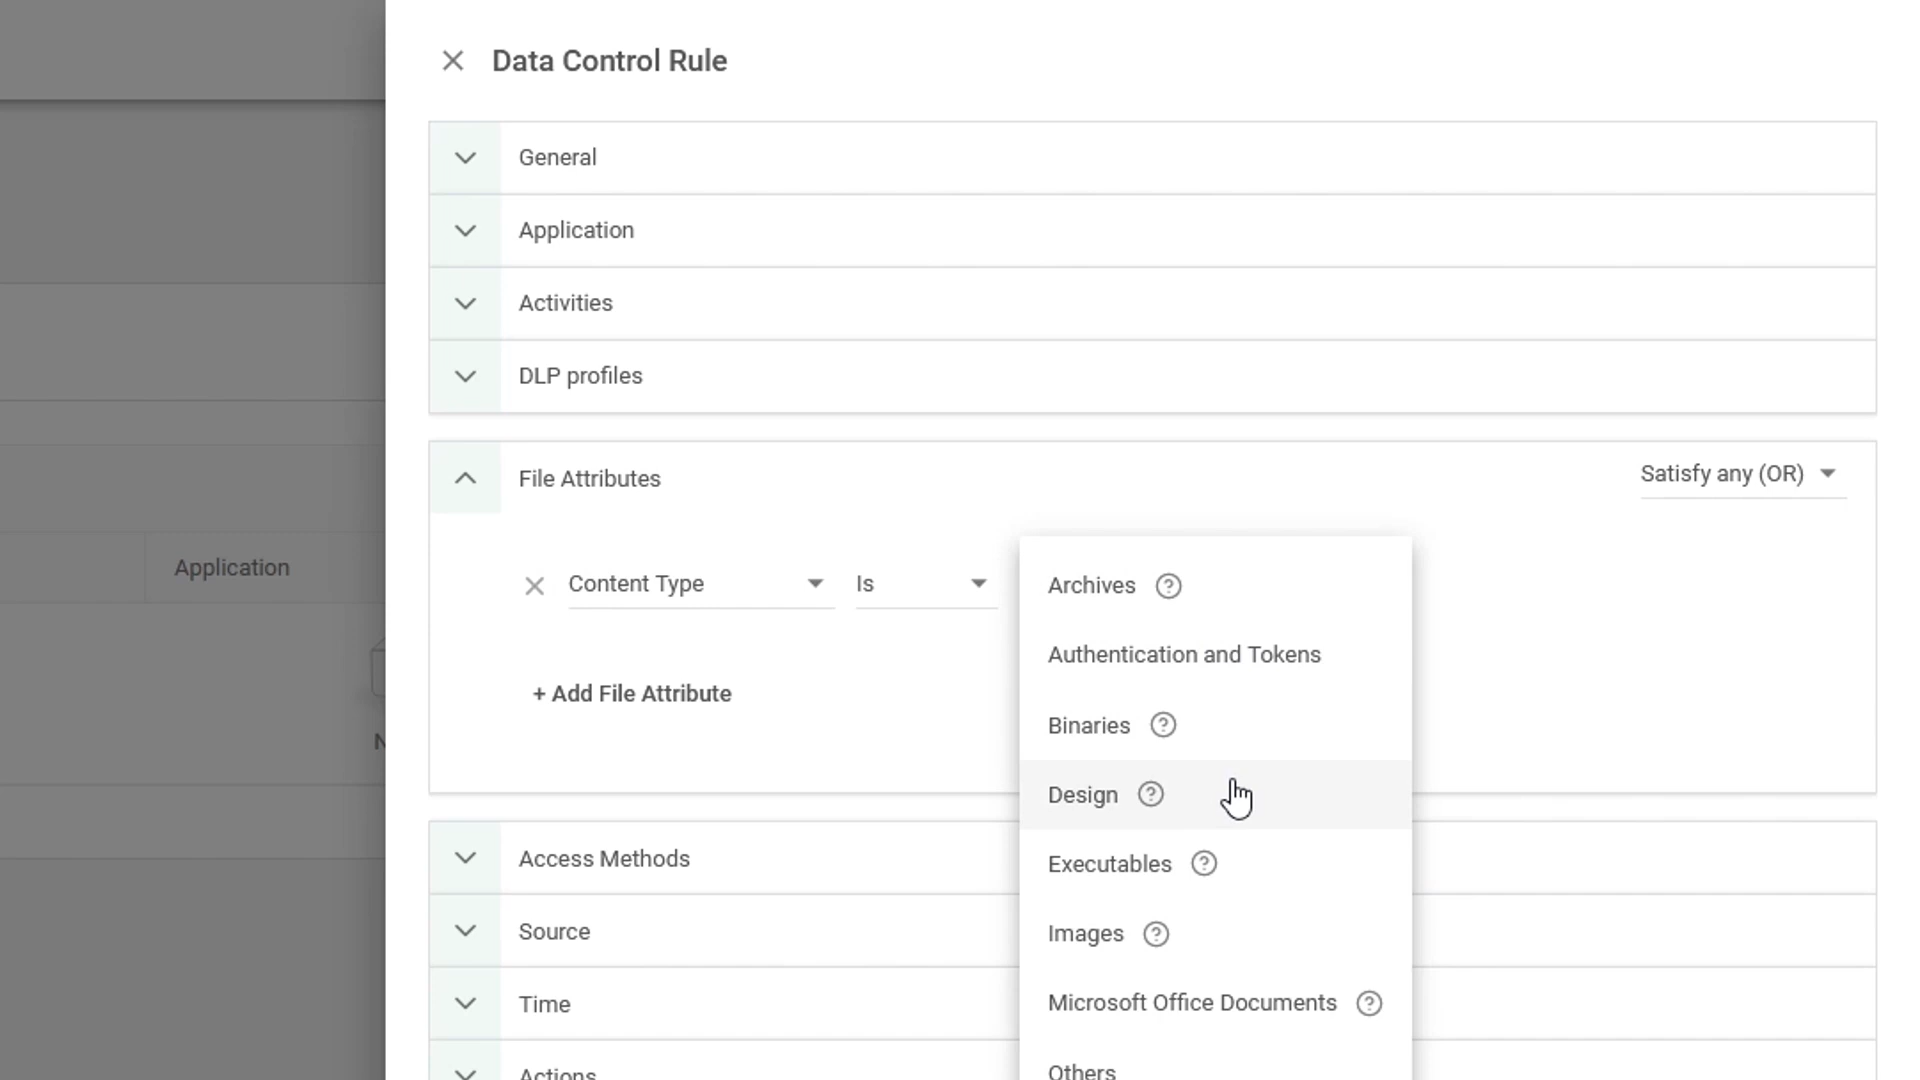 Data Control Rule
General
Application
Activities
DLP profiles
File Attributes
Satisfy any (OR)
Content Type
Is
+ Add File Attribute
Archives
Authentication and Tokens
Binaries
Design
Executables
Images
Microsoft Office Documents
Others
Access Methods
Source
Time
Actions
Application
N